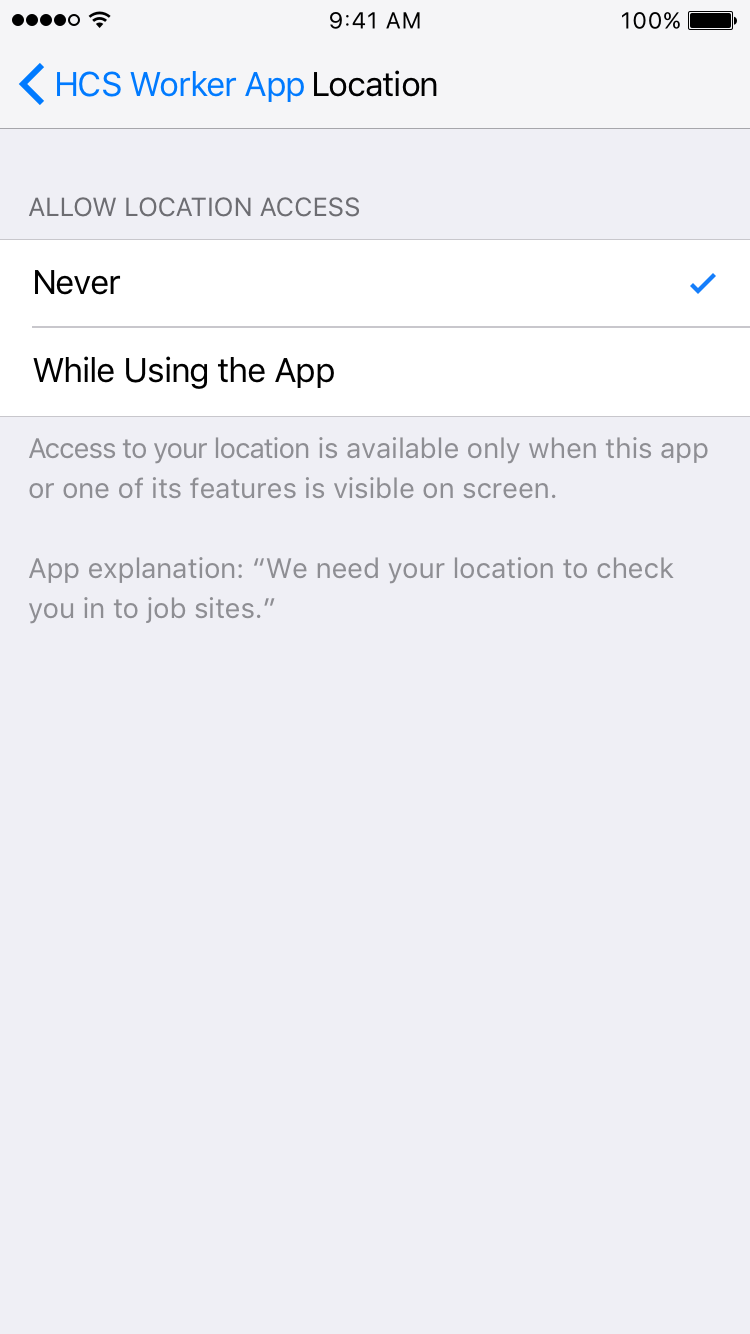 9:41 AM 100%
HCS Worker App Location
ALLOW LOCATION ACCESS
Never
While Using the App
Access to your location is available only when this app
or one of its features is visible on screen.
App explanation: “We need your location to check
you in to job sites.”